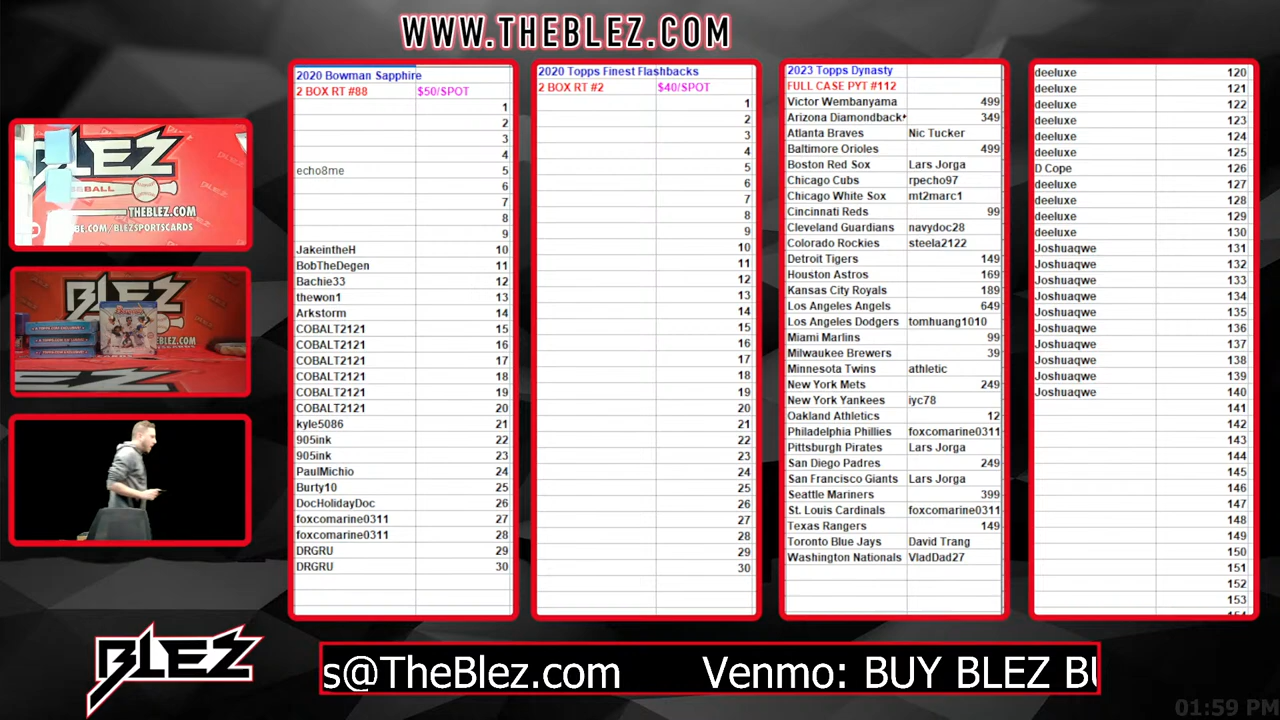 WWW.THEBLEZ.COM
2020 Bowman Sapphire
2 BOX RT #88 $50/SPOT
1
2
3
4
echo8me 5
6
7
8
9
JakeintheH 10
BobTheDegen 11
Bachie33 12
thewon1 13
Arkstorm 14
COBALT2121 15
COBALT2121 16
COBALT2121 17
COBALT2121 18
COBALT2121 19
COBALT2121 20
kyle5086 21
905ink 22
905ink 23
PaulMichio 24
Burty10 25
DocHolidayDoc 26
foxcomarine0311 27
foxcomarine0311 28
DRGRU 29
DRGRU 30
2020 Topps Finest Flashbacks
2 BOX RT #2 $40/SPOT
1
2
3
4
5
6
7
8
9
10
11
12
13
14
15
16
17
18
19
20
21
22
23
24
25
26
27
28
29
30
2023 Topps Dynasty
FULL CASE PYT #112
Victor Wembanyama 499
Arizona Diamondback 349
Atlanta Braves Nic Tucker
Baltimore Orioles 499
Boston Red Sox Lars Jorga
Chicago Cubs rpecho97
Chicago White Sox mt2marc1
Cincinnati Reds 99
Cleveland Guardians navydoc28
Colorado Rockies steela2122
Detroit Tigers 149
Houston Astros 169
Kansas City Royals 189
Los Angeles Angels 649
Los Angeles Dodgers tomhuang1010
Miami Marlins 99
Milwaukee Brewers 39
Minnesota Twins athletic
New York Mets 249
New York Yankees iyc78
Oakland Athletics 12
Philadelphia Phillies foxcomarine0311
Pittsburgh Pirates Lars Jorga
San Diego Padres 249
San Francisco Giants Lars Jorga
Seattle Mariners 399
St. Louis Cardinals foxcomarine0311
Texas Rangers 149
Toronto Blue Jays David Trang
Washington Nationals VladDad27
deeluxe 120
deeluxe 121
deeluxe 122
deeluxe 123
deeluxe 124
deeluxe 125
D Cope 126
deeluxe 127
deeluxe 128
deeluxe 129
deeluxe 130
Joshuaqwe 131
Joshuaqwe 132
Joshuaqwe 133
Joshuaqwe 134
Joshuaqwe 135
Joshuaqwe 136
Joshuaqwe 137
Joshuaqwe 138
Joshuaqwe 139
Joshuaqwe 140
141
142
143
144
145
146
147
148
149
150
151
152
153
BLEZ
THEBLEZ.COM
BLEZ
BLEZ
s@TheBlez.com Venmo: BUY BLEZ BU
01:59 PM